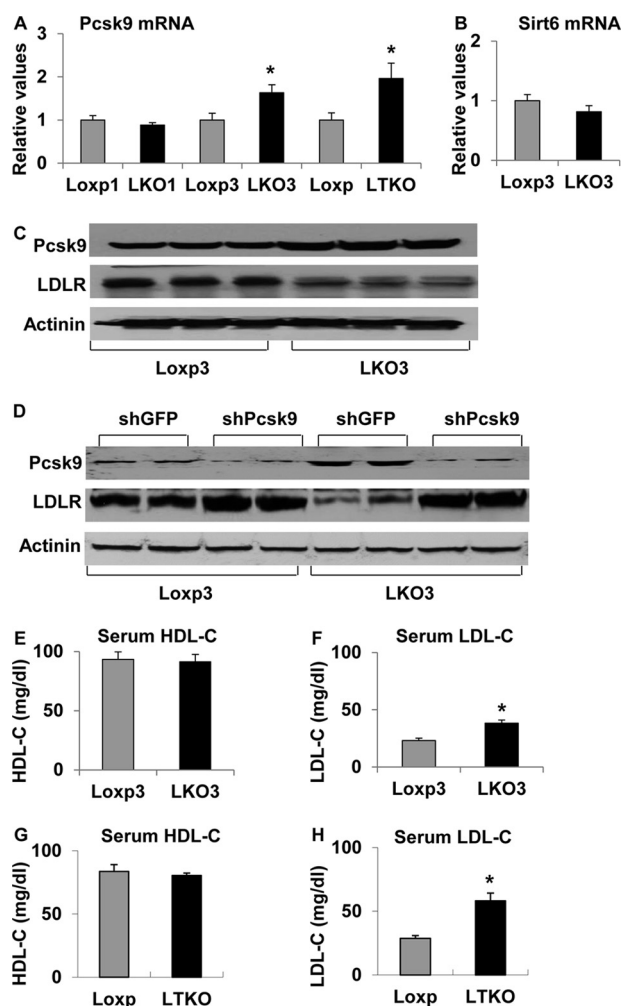 A Pcsk9 mRNA
Relative values
3
2
1
0
*
*
Loxp1 LKO1 Loxp3 LKO3 Loxp LTKO
B Sirt6 mRNA
Relative values
2
1
0
Loxp3 LKO3
C
Pcsk9
LDLR
Actinin
Loxp3 LKO3
D shGFP shPcsk9 shGFP shPcsk9
Pcsk9
LDLR
Actinin
Loxp3 LKO3
E Serum HDL-C
HDL-C (mg/dl)
100
50
0
Loxp3 LKO3
F Serum LDL-C
LDL-C (mg/dl)
100
50
0
*
Loxp3 LKO3
G Serum HDL-C
HDL-C (mg/dl)
100
50
0
Loxp LTKO
H Serum LDL-C
LDL-C (mg/dl)
100
50
0
*
Loxp LTKO